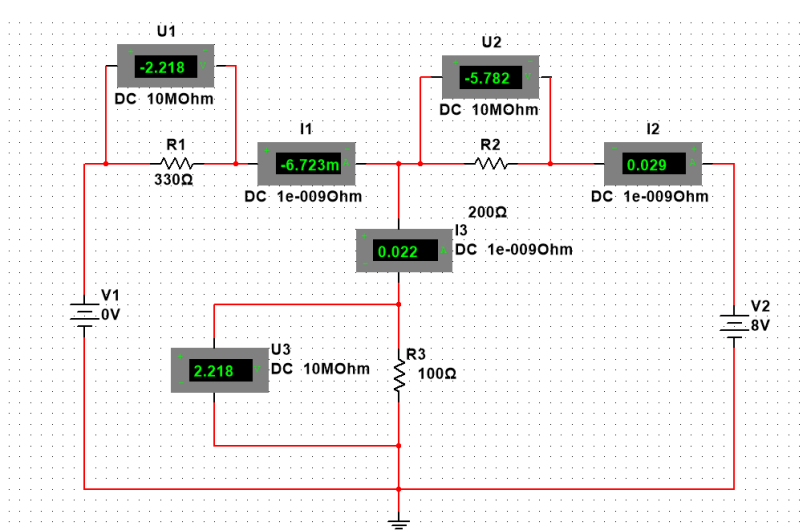 U1
-2.218 V
DC 10MOhm
U2
-5.782 V
DC 10MOhm
R1
330Ω
I1
-6.723m A
DC 1e-009Ohm
R2
200Ω
I2
0.029 A
DC 1e-009Ohm
I3
0.022 A
DC 1e-009Ohm
V1
0V
V2
8V
U3
2.218 V
DC 10MOhm
R3
100Ω